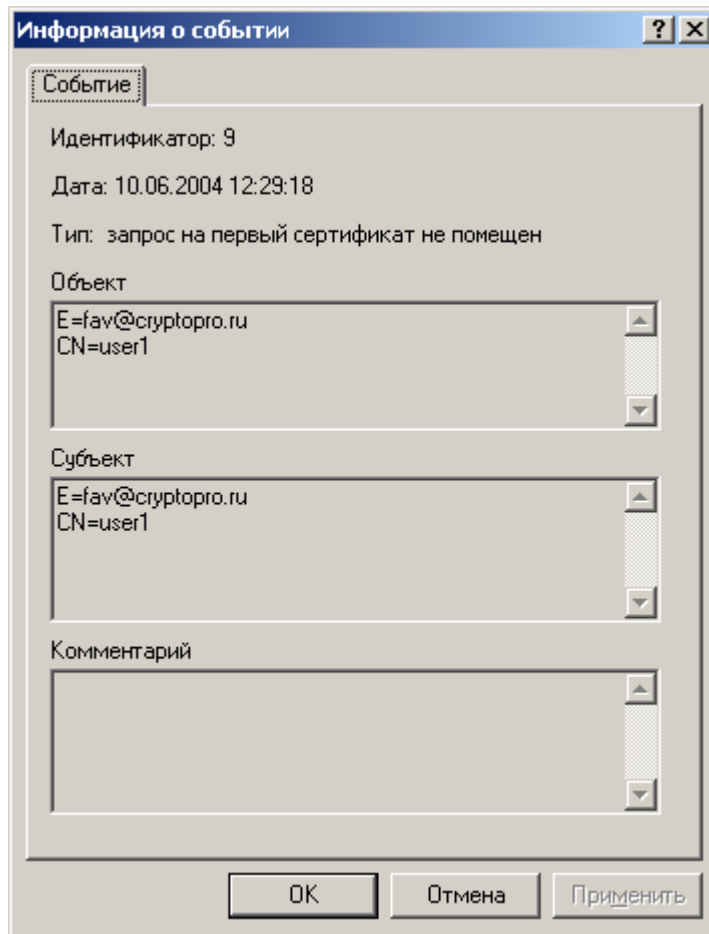 Информация о событии
Событие
Идентификатор: 9
Дата: 10.06.2004 12:29:18
Тип: запрос на первый сертификат не помещен
Объект
E=fav@cryptopro.ru
CN=user1
Субъект
E=fav@cryptopro.ru
CN=user1
Комментарий
OK Отмена Применить